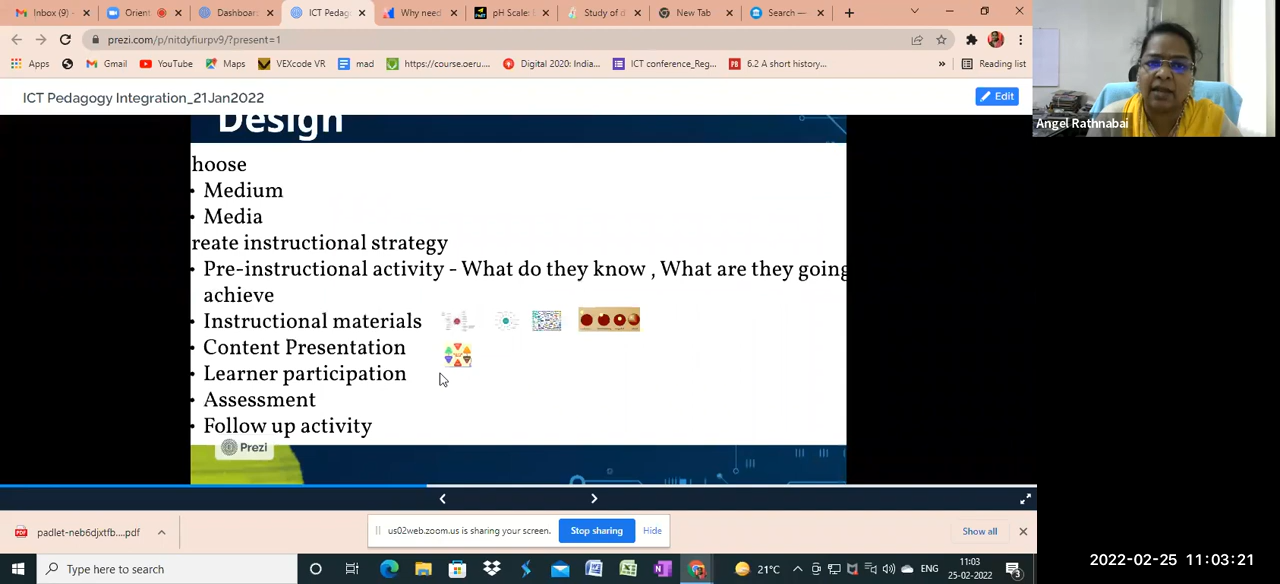 Inbox (9) -
Orient
Dashboar
ICT Peda
Why need
pH Scale:
Study of d
New Tab
Search —
prezi.com/p/nitdyfiurpv9/?present=1
Apps
Gmail
YouTube
Maps
VEXcode VR
mad
https://course.oeru....
Digital 2020: India...
ICT conference_Reg...
6.2 A short history...
»
Reading list
ICT Pedagogy Integration_21Jan2022
Edit
Design
hoose
• Medium
• Media
reate instructional strategy
• Pre-instructional activity - What do they know , What are they going
achieve
• Instructional materials
• Content Presentation
• Learner participation
• Assessment
• Follow up activity
Prezi
Angel Rathnabai
padlet-neb6djxtfb....pdf
us02web.zoom.us is sharing your screen.
Stop sharing
Hide
Show all
Type here to search
21°C
ENG
11:03
25-02-2022
3
2022-02-25 11:03:21